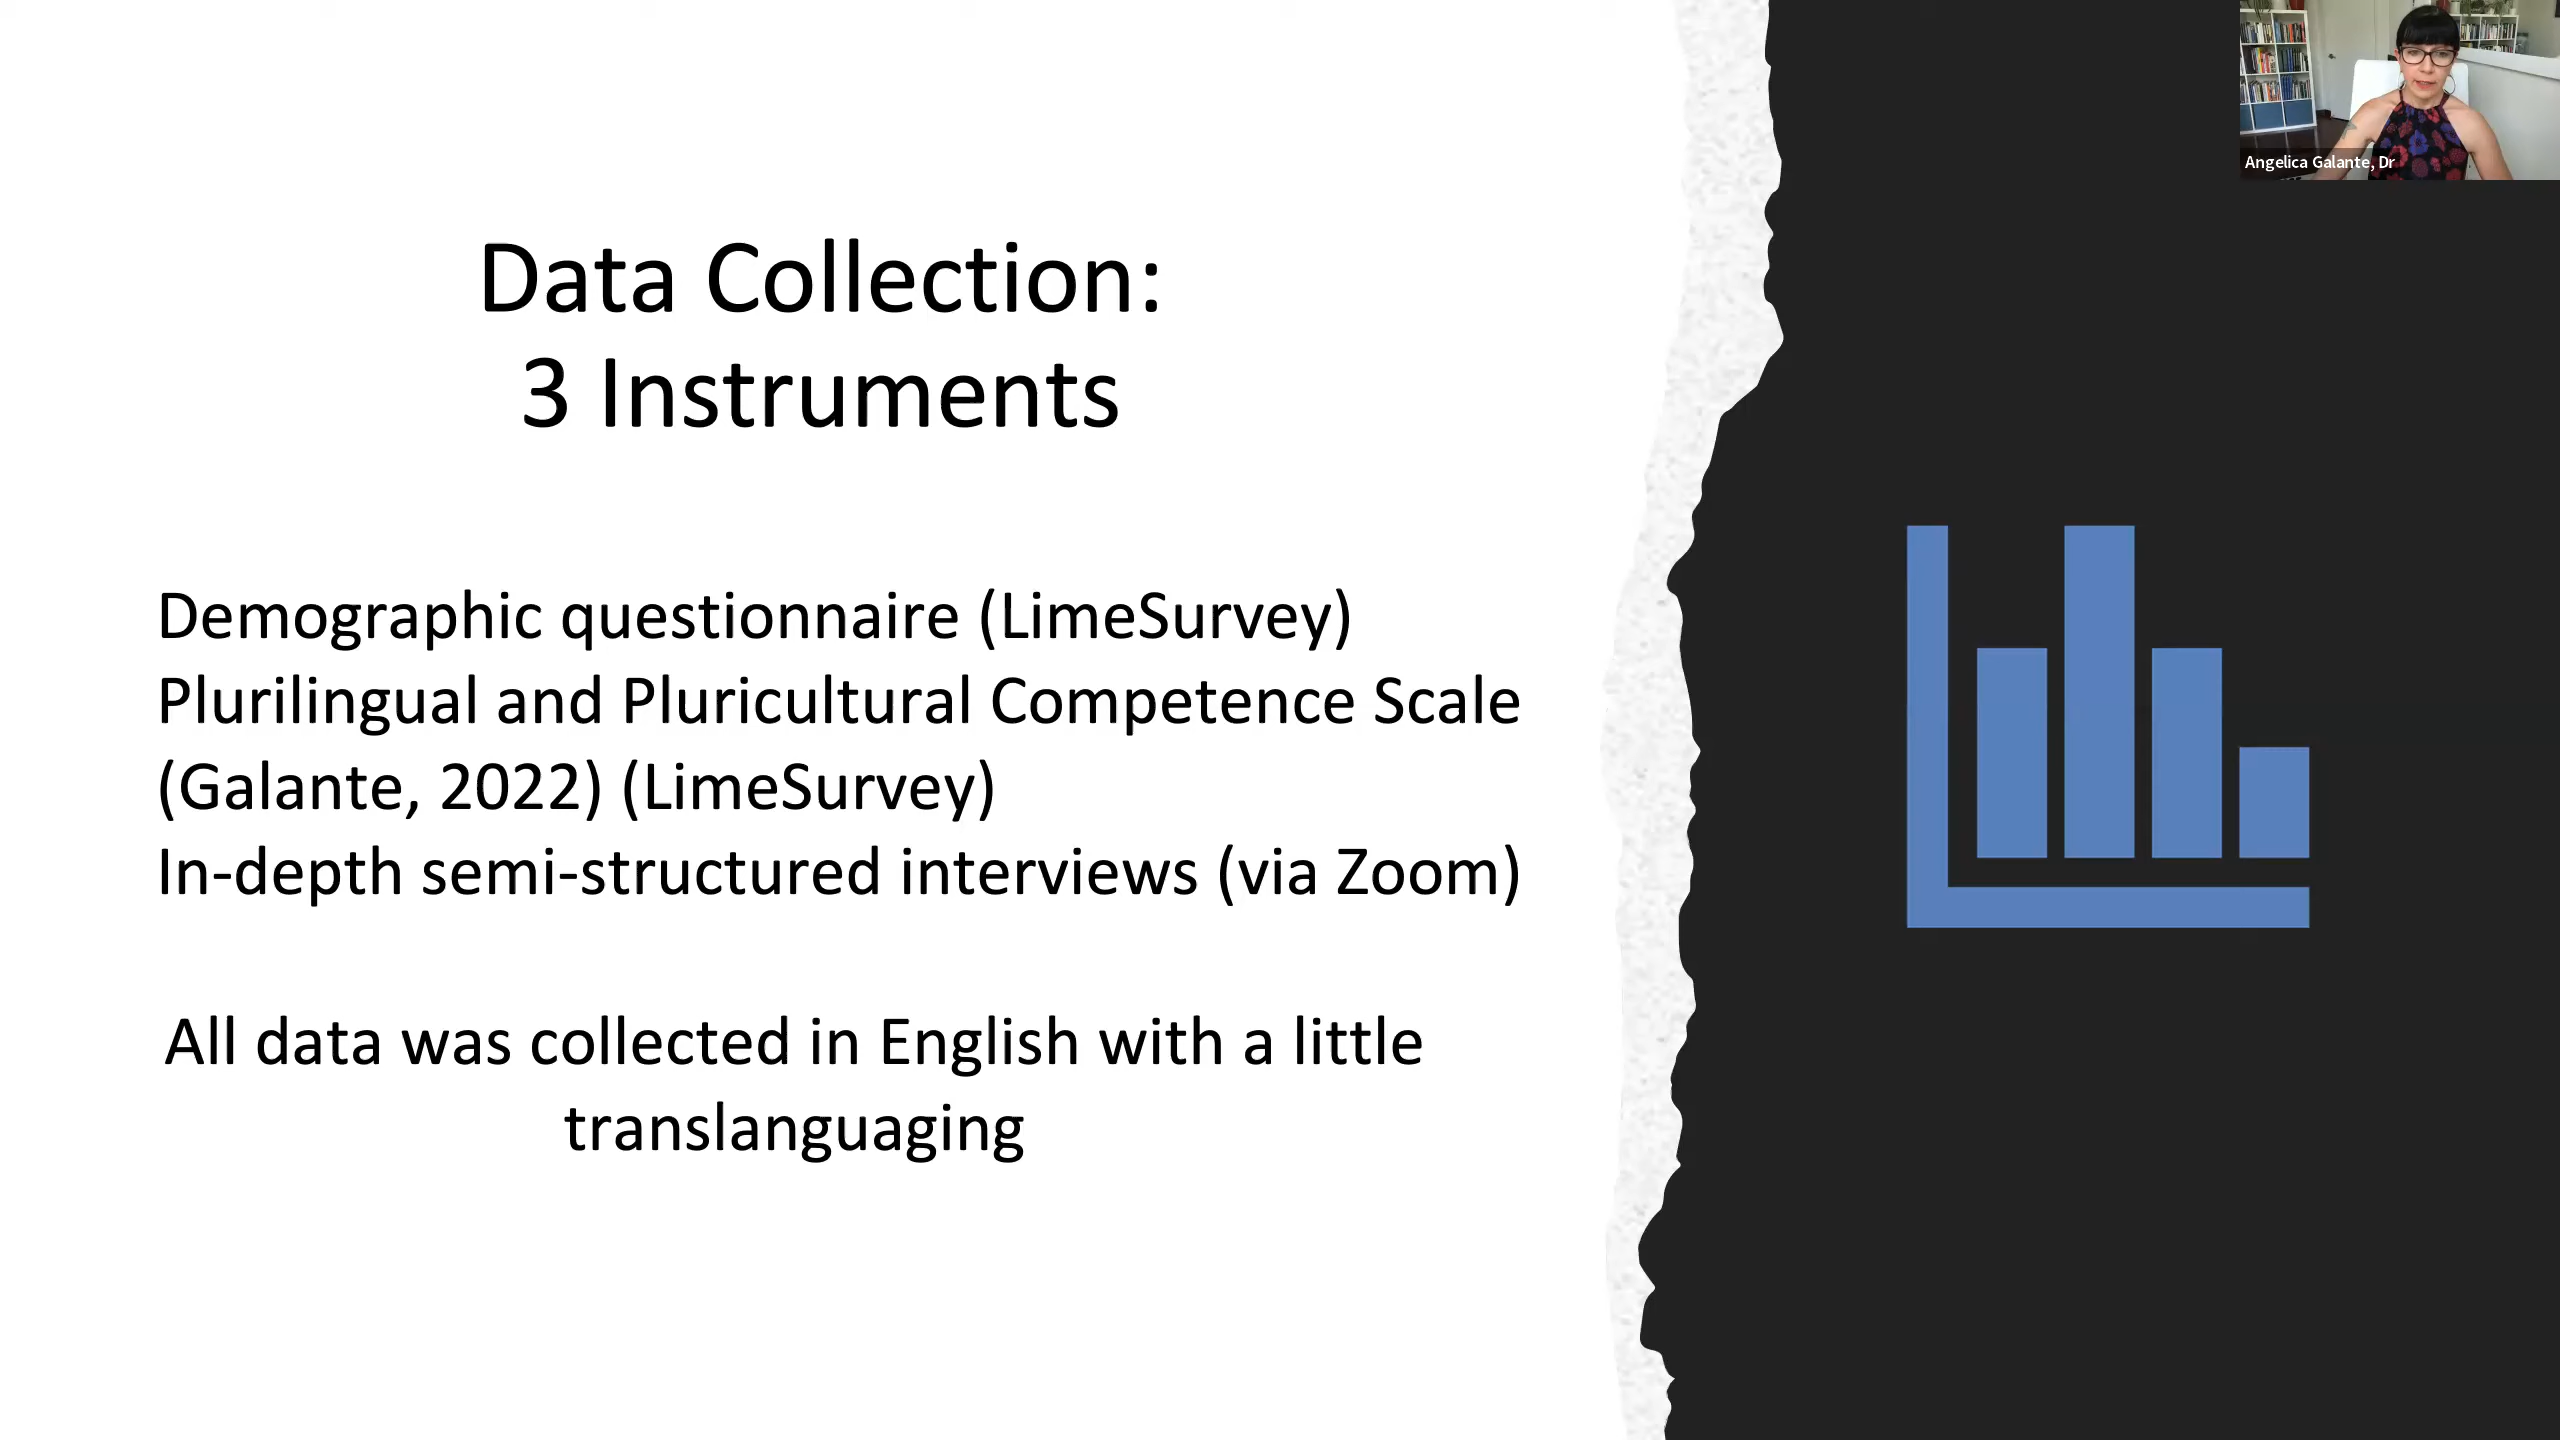 Data Collection:
3 Instruments
Demographic questionnaire (LimeSurvey)
Plurilingual and Pluricultural Competence Scale
(Galante, 2022) (LimeSurvey)
In-depth semi-structured interviews (via Zoom)
All data was collected in English with a little
translanguaging
Angelica Galante, Dr